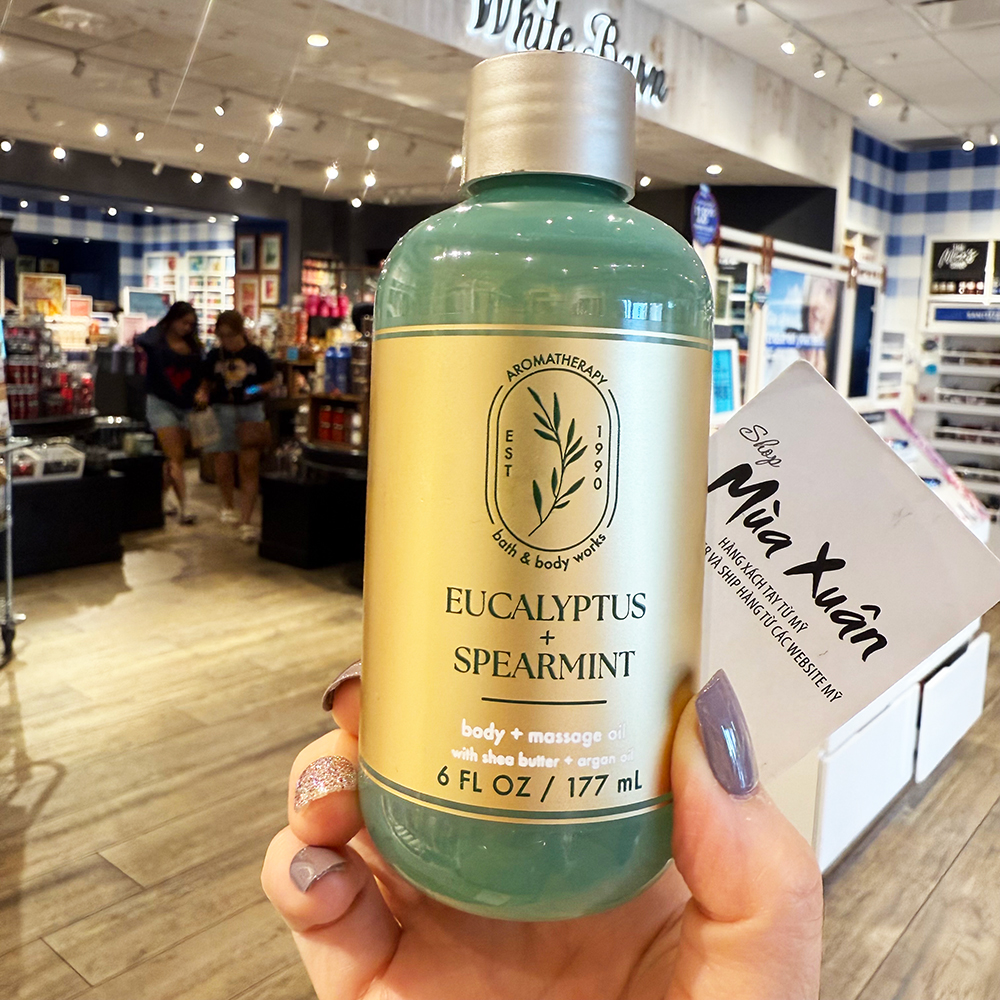 White Barn
AROMATHERAPY
EST 1990
bath & body works
EUCALYPTUS
+
SPEARMINT
body + massage oil
with shea butter + argan oil
6 FL OZ / 177 mL
Shop
Mùa Xuân
HÀNG XÁCH TAY TỪ MỸ
VÀ SHIP HÀNG TỪ CÁC WEBSITE MỸ
THE
Men's